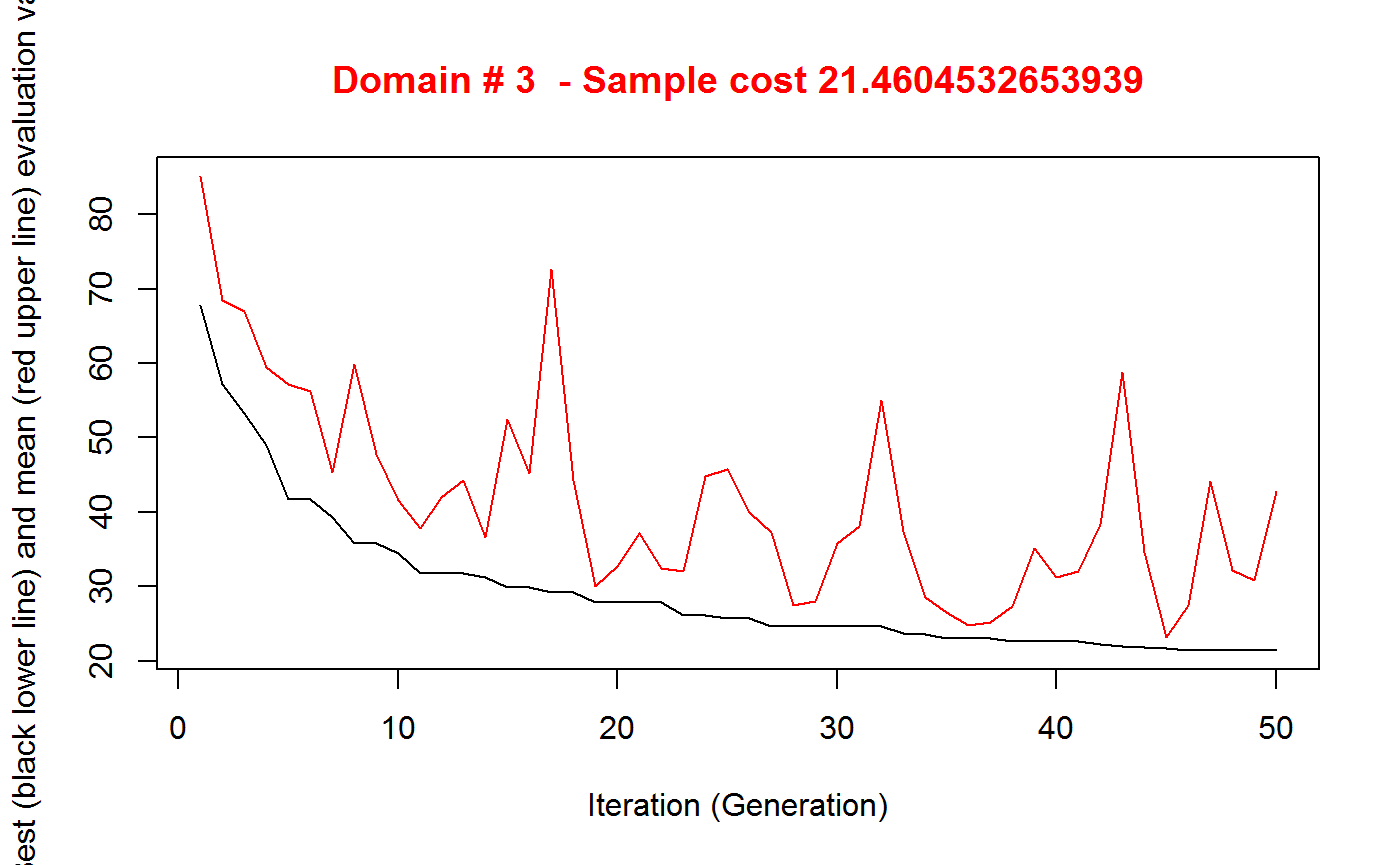 Domain # 3 - Sample cost 21.4604532653939
est (black lower line) and mean (red upper line) evaluation va
80
70
60
50
40
30
20
0 10 20 30 40 50
Iteration (Generation)